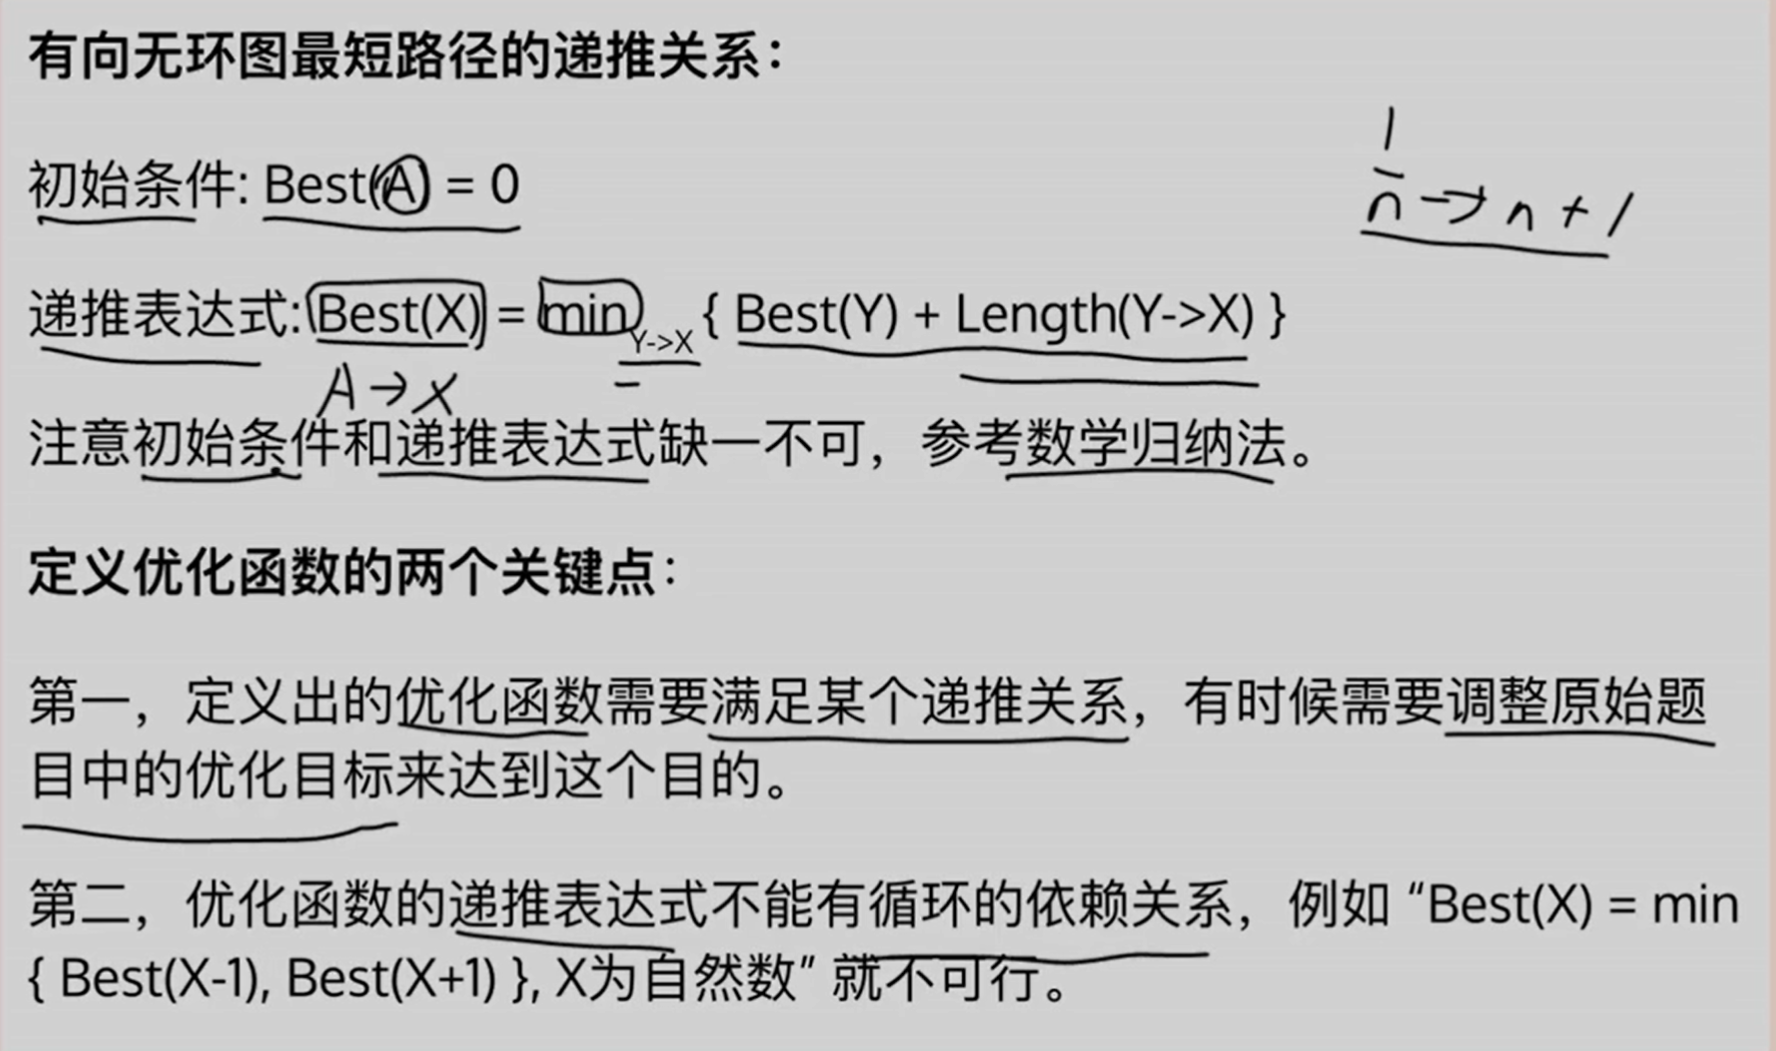 有向无环图最短路径的递推关系：
初始条件: Best(A) = 0
1
n → n + 1
递推表达式: Best(X) = min Y->X { Best(Y) + Length(Y->X) }
A → X
注意初始条件和递推表达式缺一不可，参考数学归纳法。
定义优化函数的两个关键点：
第一，定义出的优化函数需要满足某个递推关系，有时候需要调整原始题
目中的优化目标来达到这个目的。
第二，优化函数的递推表达式不能有循环的依赖关系，例如 “Best(X) = min
{ Best(X-1), Best(X+1) }, X为自然数” 就不可行。